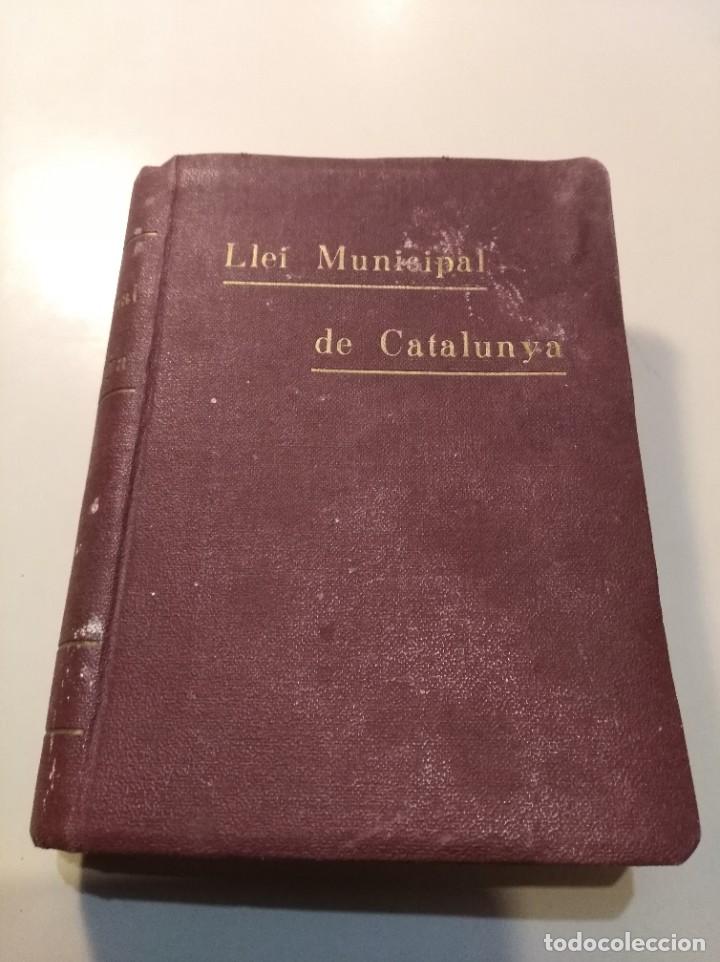 Llei Municipal
de Catalunya
todocoleccion